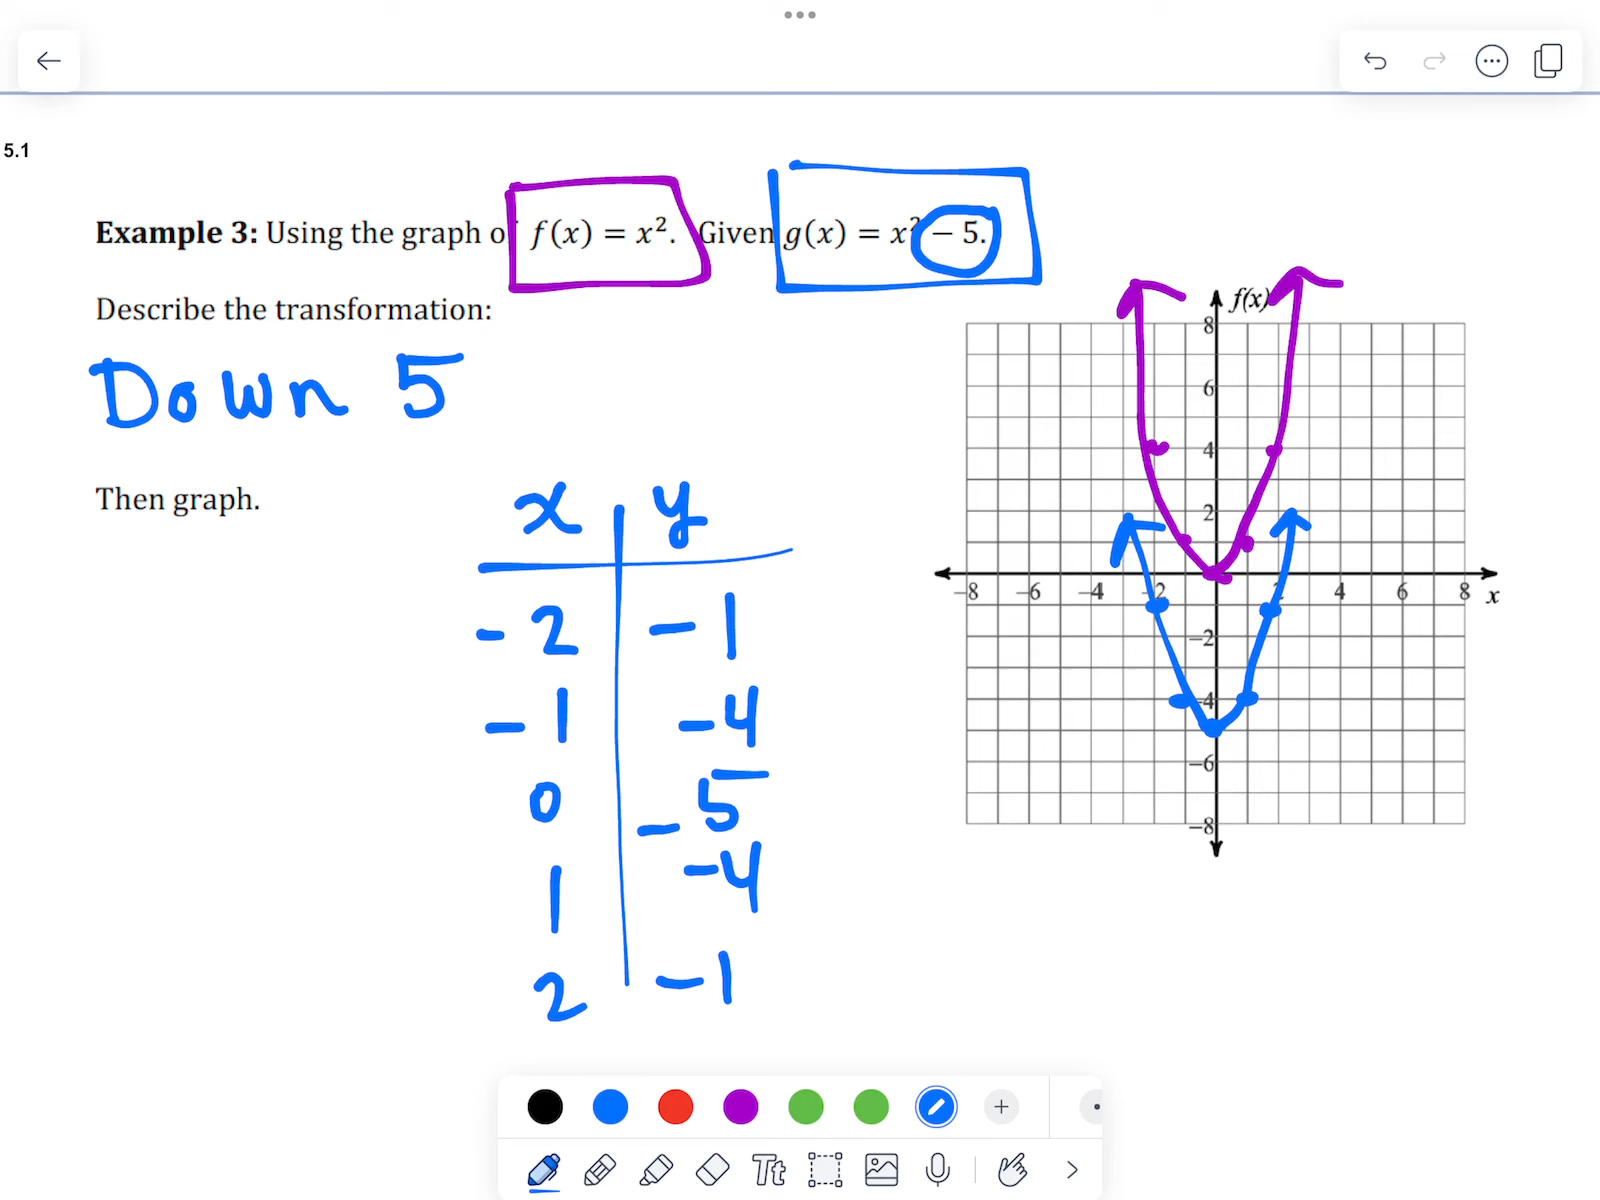 5.1
Example 3: Using the graph of f(x) = x². Given g(x) = x² − 5.
Describe the transformation:
Down 5
Then graph.
x y
-2 -1
-1 -4
0 -5
1 -4
2 -1
f(x)
8
6
4
2
−8 −6 −4 −2 2 4 6 8 x
−2
−4
−6
−8
Tt